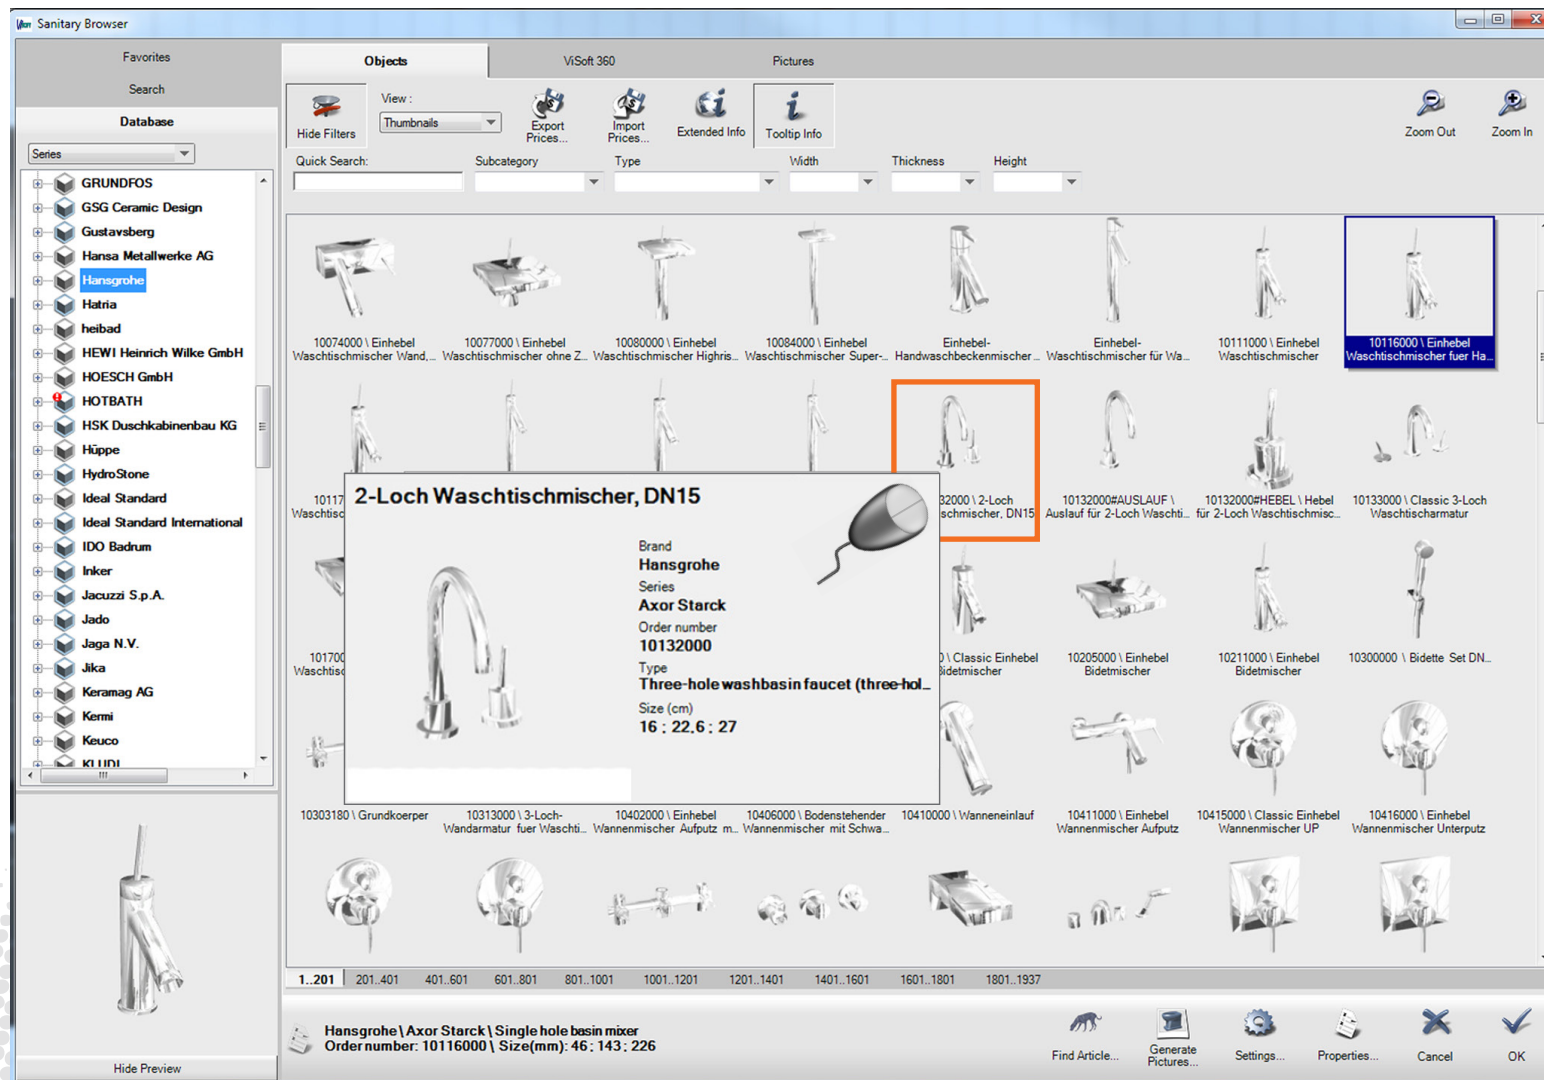 ViSoft Sanitary Browser
Favorites
Search
Database
Series
GRUNDFOS
GSG Ceramic Design
Gustavsberg
Hansa Metallwerke AG
Hansgrohe
Hatria
heibad
HEWI Heinrich Wilke GmbH
HOESCH GmbH
HOTBATH
HSK Duschkabinenbau KG
Hüppe
HydroStone
Ideal Standard
Ideal Standard International
IDO Badrum
Inker
Jacuzzi S.p.A.
Jado
Jaga N.V.
Jika
Keramag AG
Kermi
Keuco
KLUDI
Hide Preview
Objects
ViSoft 360
Pictures
Hide Filters
View :
Thumbnails
Export
Prices...
Import
Prices...
Extended Info
Tooltip Info
Zoom Out
Zoom In
Quick Search:
Subcategory
Type
Width
Thickness
Height
10074000 \ Einhebel
Waschtischmischer Wand,...
10077000 \ Einhebel
Waschtischmischer ohne Z...
10080000 \ Einhebel
Waschtischmischer Highris...
10084000 \ Einhebel
Waschtischmischer Super-...
Einhebel-
Handwaschbeckenmischer ...
Einhebel-
Waschtischmischer für Wa...
10111000 \ Einhebel
Waschtischmischer
10116000 \ Einhebel
Waschtischmischer fuer Ha...
10117
Waschtisc
32000 \ 2-Loch
schmischer, DN15
10132000#AUSLAUF \
Auslauf für 2-Loch Waschti...
10132000#HEBEL \ Hebel
für 2-Loch Waschtischmisc...
10133000 \ Classic 3-Loch
Waschtischarmatur
2-Loch Waschtischmischer, DN15
Brand
Hansgrohe
Series
Axor Starck
Order number
10132000
Type
Three-hole washbasin faucet (three-hol...
Size (cm)
16 ; 22,6 ; 27
10170
Waschtisc
0 \ Classic Einhebel
Bidetmischer
10205000 \ Einhebel
Bidetmischer
10211000 \ Einhebel
Bidetmischer
10300000 \ Bidette Set DN...
10303180 \ Grundkoerper
10313000 \ 3-Loch-
Wandarmatur fuer Waschti...
10402000 \ Einhebel
Wannenmischer Aufputz m...
10406000 \ Bodenstehender
Wannenmischer mit Schwa...
10410000 \ Wanneneinlauf
10411000 \ Einhebel
Wannenmischer Aufputz
10415000 \ Classic Einhebel
Wannenmischer UP
10416000 \ Einhebel
Wannenmischer Unterputz
1..201 201..401 401..601 601..801 801..1001 1001..1201 1201..1401 1401..1601 1601..1801 1801..1937
Hansgrohe \ Axor Starck \ Single hole basin mixer
Order number: 10116000 \ Size(mm): 46 ; 143 ; 226
Find Article...
Generate
Pictures...
Settings...
Properties...
Cancel
OK